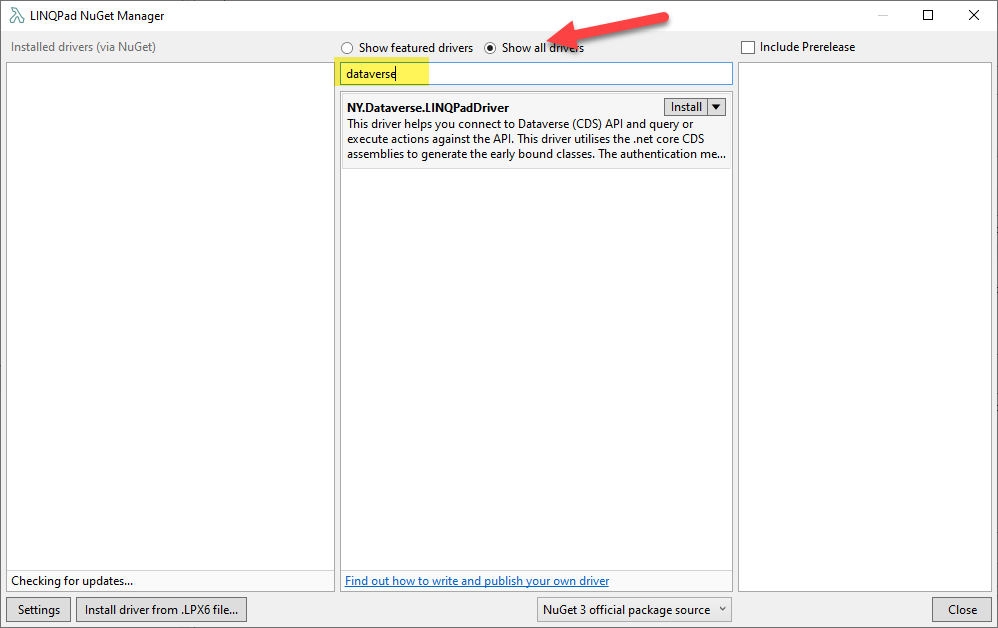 LINQPad NuGet Manager
Installed drivers (via NuGet)
Show featured drivers
Show all drivers
Include Prerelease
dataverse
NY.Dataverse.LINQPadDriver
Install
This driver helps you connect to Dataverse (CDS) API and query or
execute actions against the API. This driver utilises the .net core CDS
assemblies to generate the early bound classes. The authentication me...
Checking for updates...
Find out how to write and publish your own driver
Settings
Install driver from .LPX6 file...
NuGet 3 official package source
Close